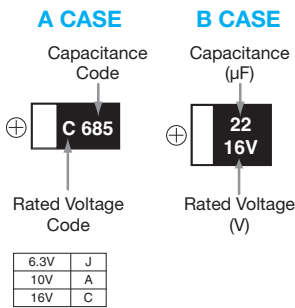 A CASE
Capacitance
Code
C 685
Rated Voltage
Code
6.3V J
10V A
16V C
B CASE
Capacitance
(µF)
22
16V
Rated Voltage
(V)